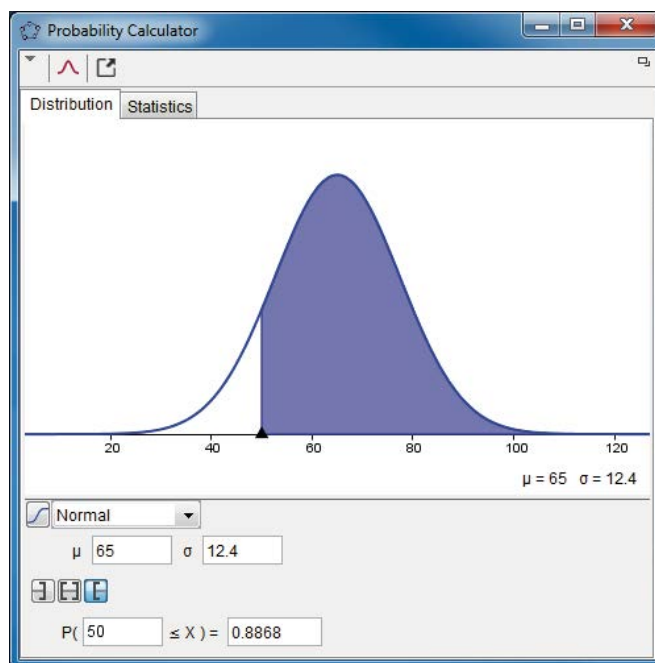 Probability Calculator
Distribution Statistics
20 40 60 80 100 120
μ = 65 σ = 12.4
Normal
μ 65 σ 12.4
P( 50 ≤ X ) = 0.8868